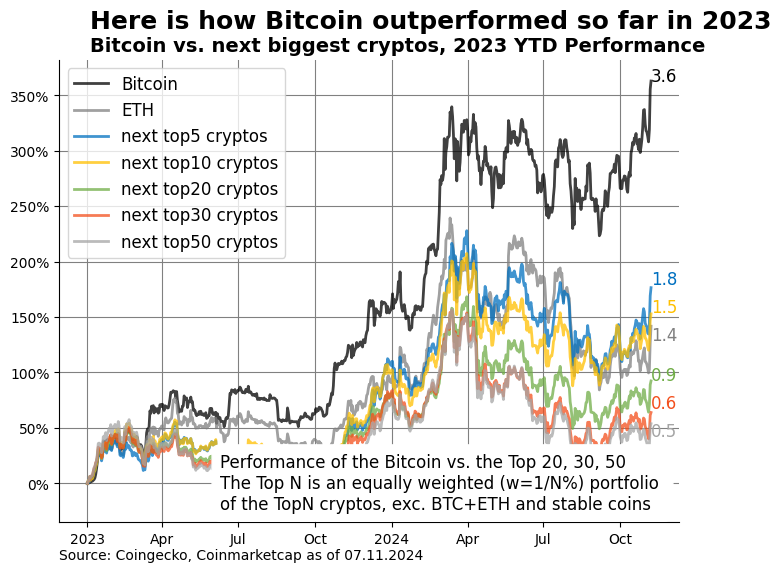 Here is how Bitcoin outperformed so far in 2023
Bitcoin vs. next biggest cryptos, 2023 YTD Performance
Bitcoin
ETH
next top5 cryptos
next top10 cryptos
next top20 cryptos
next top30 cryptos
next top50 cryptos
350%
300%
250%
200%
150%
100%
50%
0%
3.6
1.8
1.5
1.4
0.9
0.6
0.5
Performance of the Bitcoin vs. the Top 20, 30, 50
The Top N is an equally weighted (w=1/N%) portfolio
of the TopN cryptos, exc. BTC+ETH and stable coins
2023 Apr Jul Oct 2024 Apr Jul Oct
Source: Coingecko, Coinmarketcap as of 07.11.2024